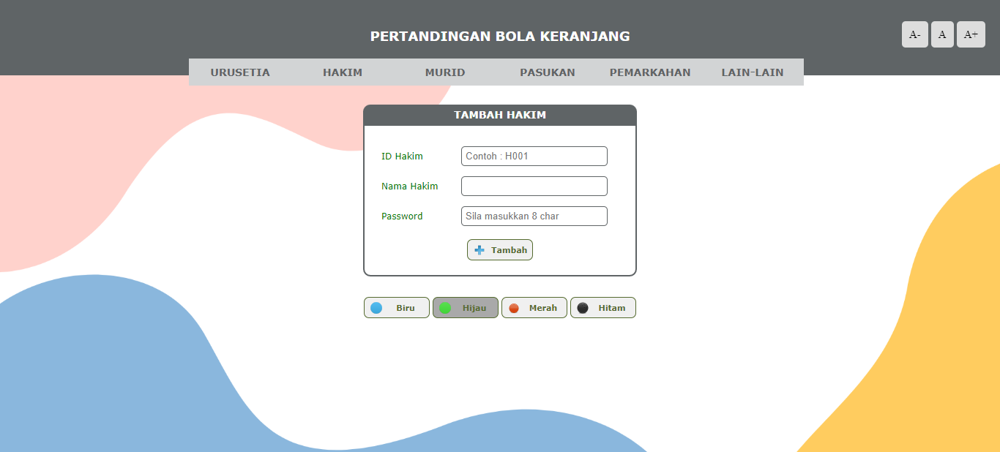 PERTANDINGAN BOLA KERANJANG
A- A A+
URUSETIA HAKIM MURID PASUKAN PEMARKAHAN LAIN-LAIN
TAMBAH HAKIM
ID Hakim Contoh : H001
Nama Hakim
Password Sila masukkan 8 char
Tambah
Biru Hijau Merah Hitam